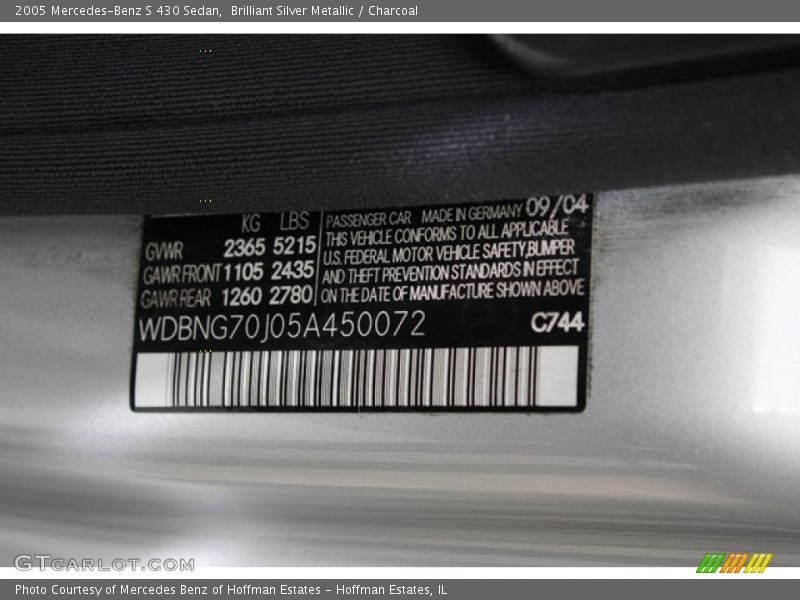 2005 Mercedes-Benz S 430 Sedan, Brilliant Silver Metallic / Charcoal
KG LBS
GVWR 2365 5215
GAWR FRONT 1105 2435
GAWR REAR 1260 2780
PASSENGER CAR MADE IN GERMANY 09/04
THIS VEHICLE CONFORMS TO ALL APPLICABLE
U.S. FEDERAL MOTOR VEHICLE SAFETY,BUMPER
AND THEFT PREVENTION STANDARDS IN EFFECT
ON THE DATE OF MANUFACTURE SHOWN ABOVE
WDBNG70J05A450072 C744
GTCARLOT.COM
Photo Courtesy of Mercedes Benz of Hoffman Estates - Hoffman Estates, IL